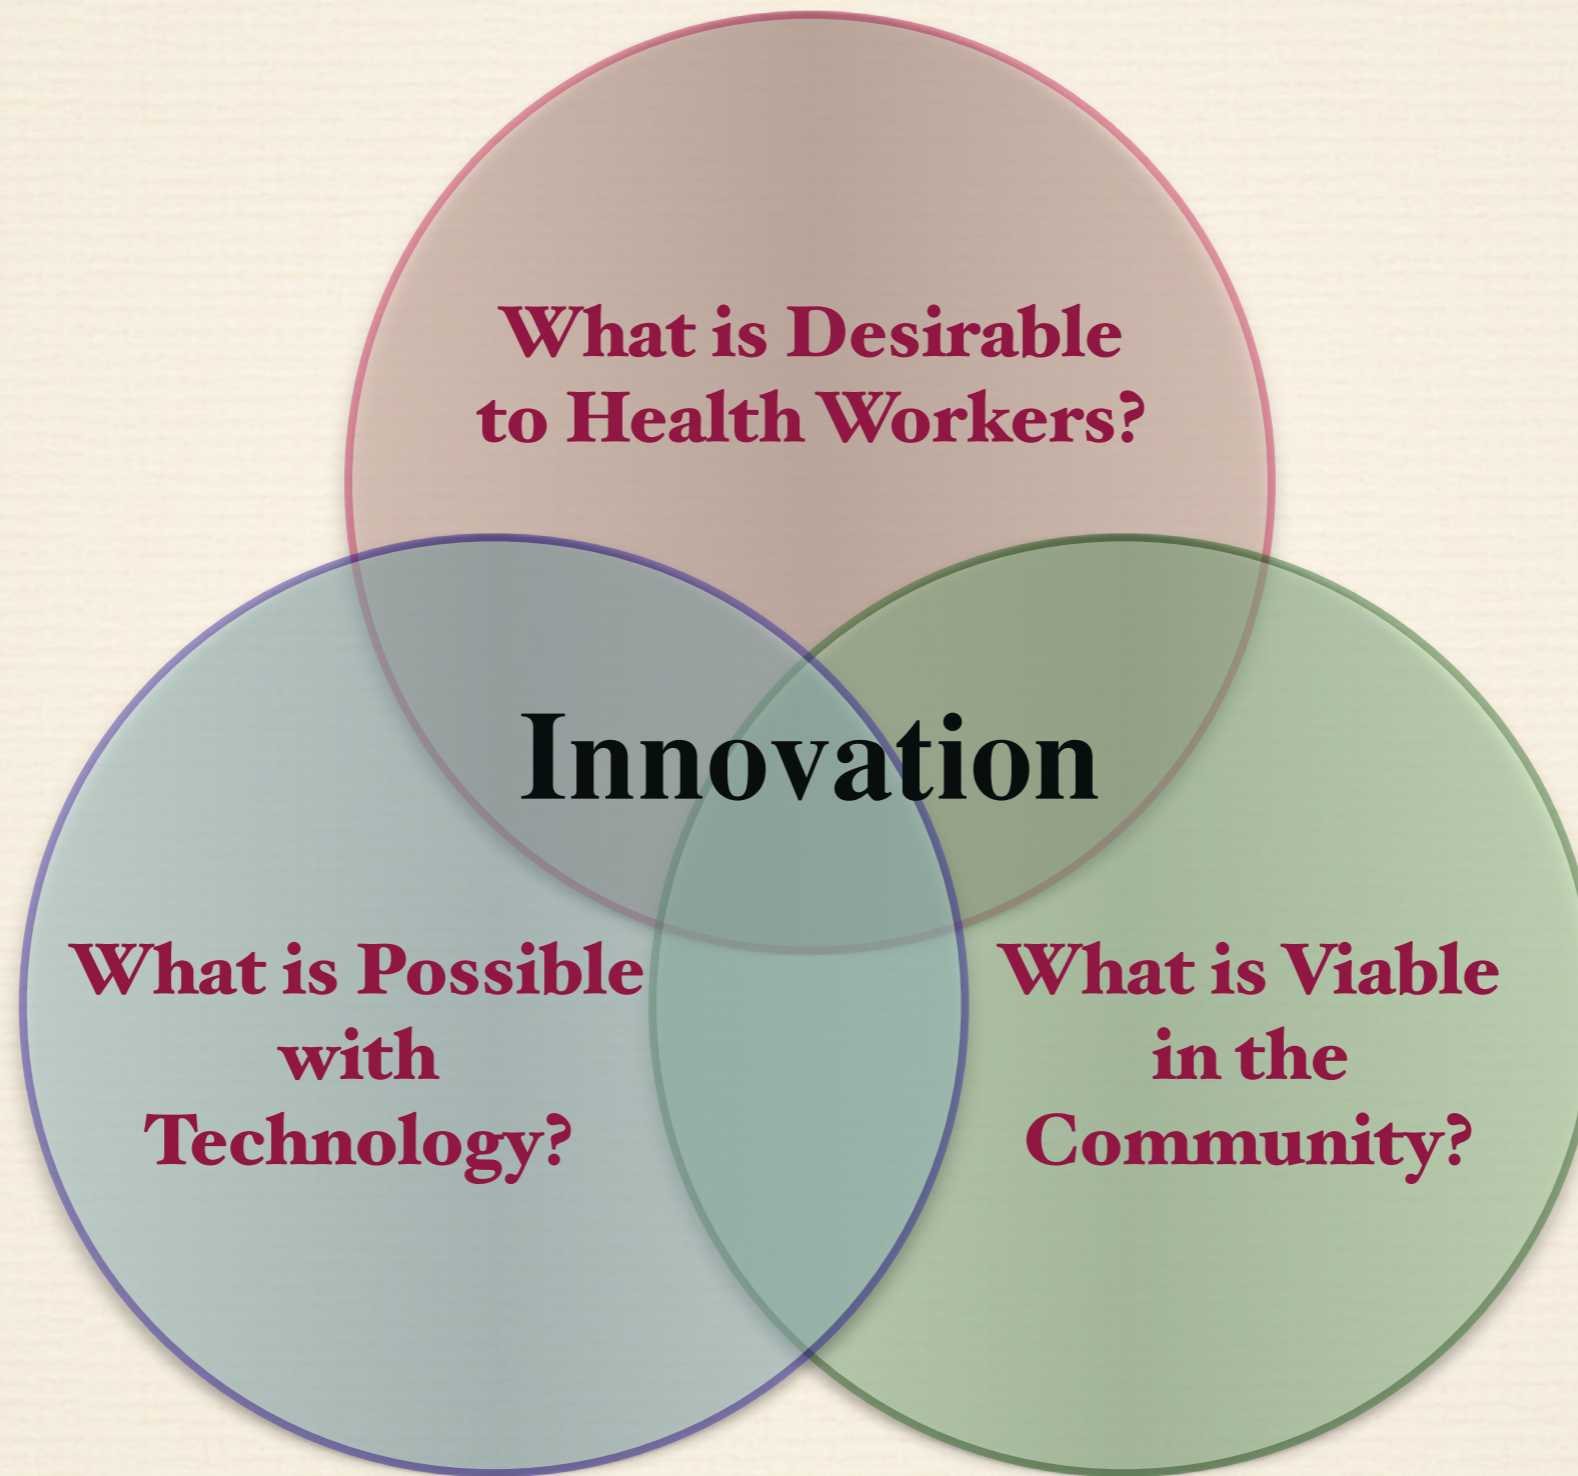 What is Desirable
to Health Workers?
Innovation
What is Possible
with
Technology?
What is Viable
in the
Community?